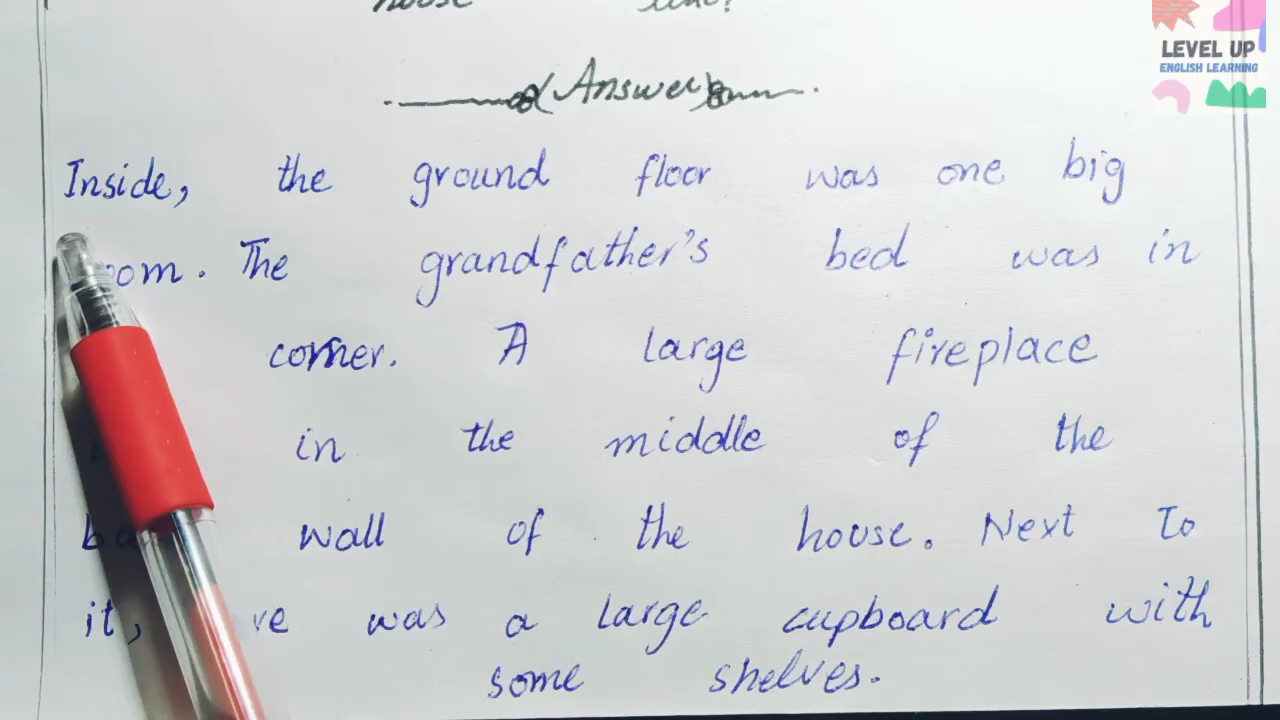 house
LEVEL UP
ENGLISH LEARNING
Answer
Inside, the ground floor was one big
oom. The grandfather's bed was in
corner. A large fireplace
in the middle of the
wall of the house. Next To
it, re was a large cupboard with
some shelves.